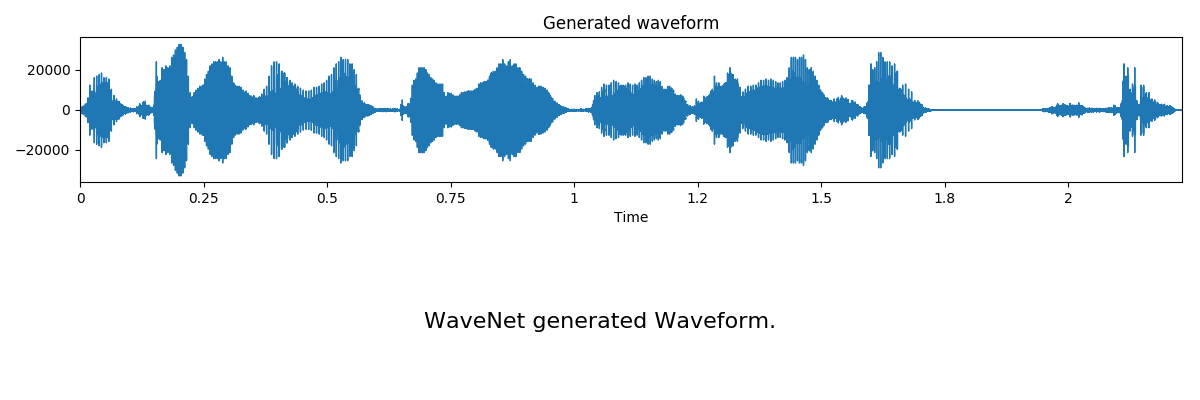 Generated waveform
20000
0
−20000
0 0.25 0.5 0.75 1 1.2 1.5 1.8 2
Time
WaveNet generated Waveform.